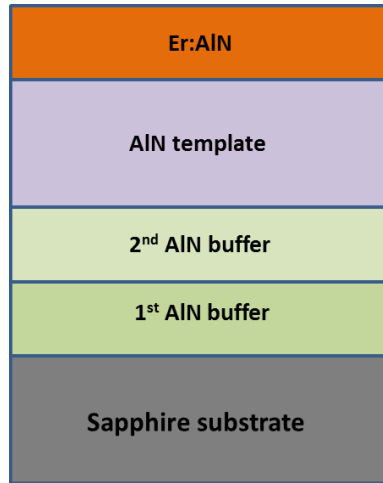 Er:AlN
AlN template
2nd AlN buffer
1st AlN buffer
Sapphire substrate